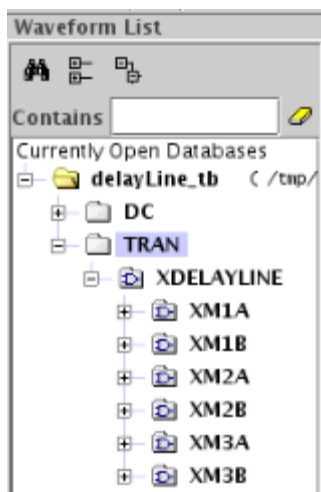 Waveform List
Contains
Currently Open Databases
delayLine_tb ( /tmp/
DC
TRAN
XDELAYLINE
XM1A
XM1B
XM2A
XM2B
XM3A
XM3B